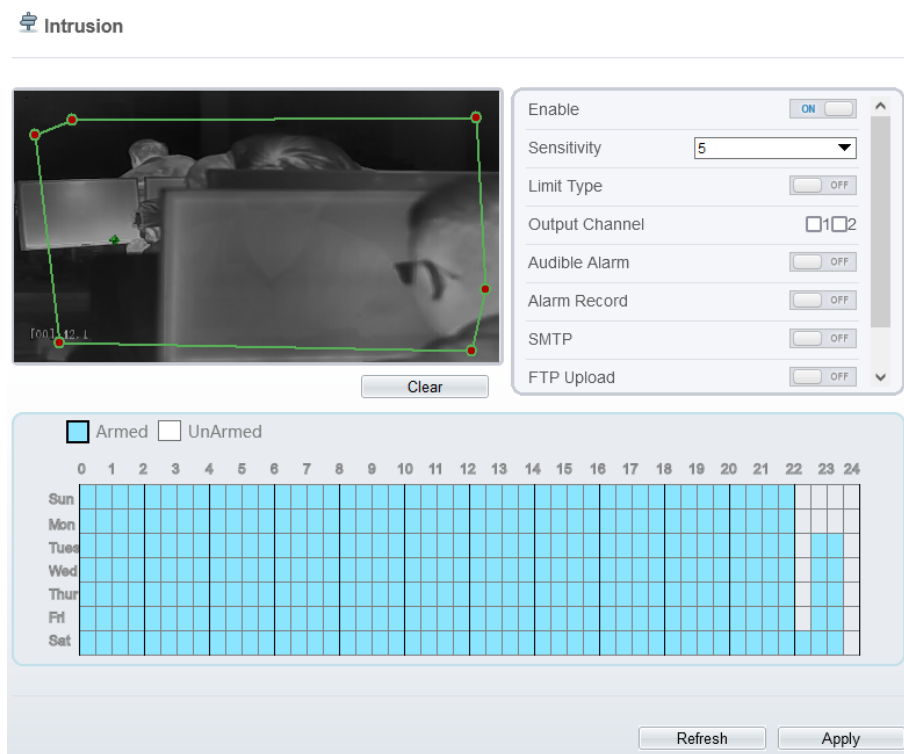 Intrusion
[00] 42.1
Enable ON
Sensitivity 5
Limit Type OFF
Output Channel 1 2
Audible Alarm OFF
Alarm Record OFF
SMTP OFF
FTP Upload OFF
Clear
Armed UnArmed
0 1 2 3 4 5 6 7 8 9 10 11 12 13 14 15 16 17 18 19 20 21 22 23 24
Sun
Mon
Tues
Wed
Thur
Fri
Sat
Refresh Apply